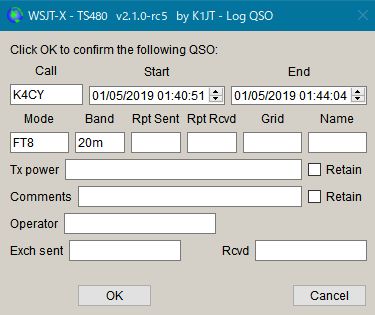 WSJT-X - TS480 v2.1.0-rc5 by K1JT - Log QSO
Click OK to confirm the following QSO:
Call Start End
K4CY 01/05/2019 01:40:51 01/05/2019 01:44:04
Mode Band Rpt Sent Rpt Rcvd Grid Name
FT8 20m
Tx power Retain
Comments Retain
Operator
Exch sent Rcvd
OK Cancel